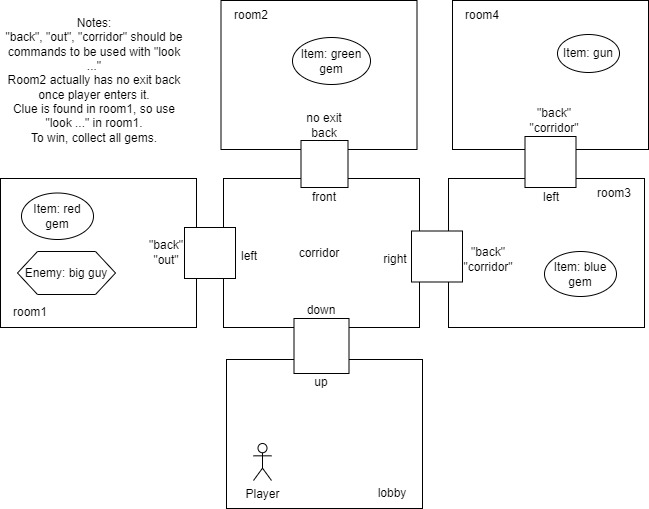 Notes:
"back", "out", "corridor" should be
commands to be used with "look
..."
Room2 actually has no exit back
once player enters it.
Clue is found in room1, so use
"look ..." in room1.
To win, collect all gems.
room2
Item: green
gem
no exit
back
front
room4
Item: gun
"back"
"corridor"
left
room3
Item: blue
gem
Item: red
gem
Enemy: big guy
room1
"back"
"out"
left
corridor
right
"back"
"corridor"
down
up
Player
lobby